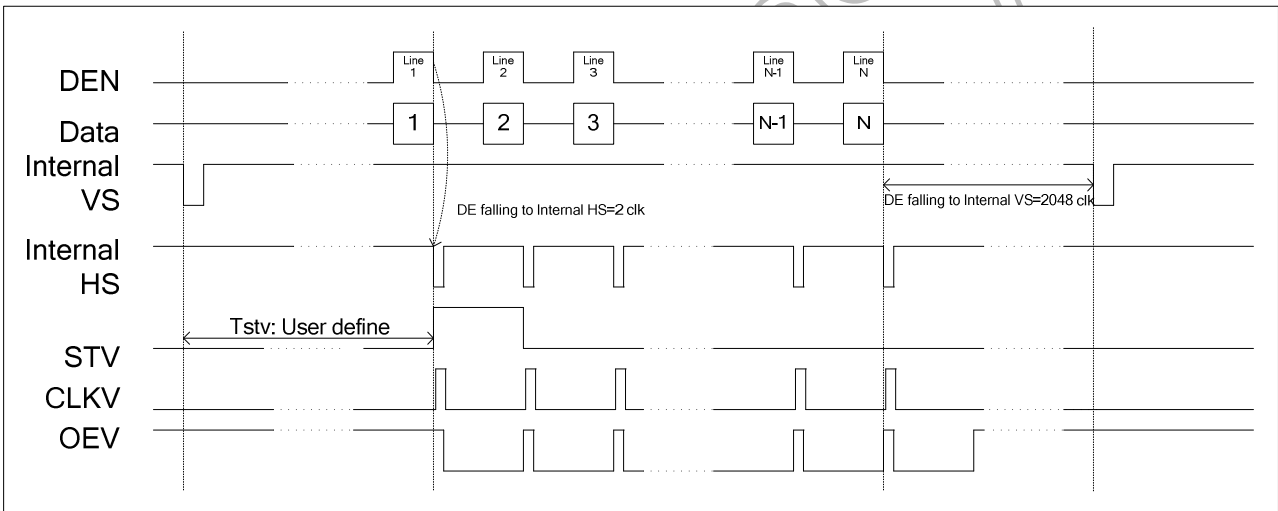 DEN
Line 1
Line 2
Line 3
Line N-1
Line N
Data
1
2
3
N-1
N
Internal VS
DE falling to Internal HS=2 clk
DE falling to Internal VS=2048 clk
Internal HS
Tstv: User define
STV
CLKV
OEV